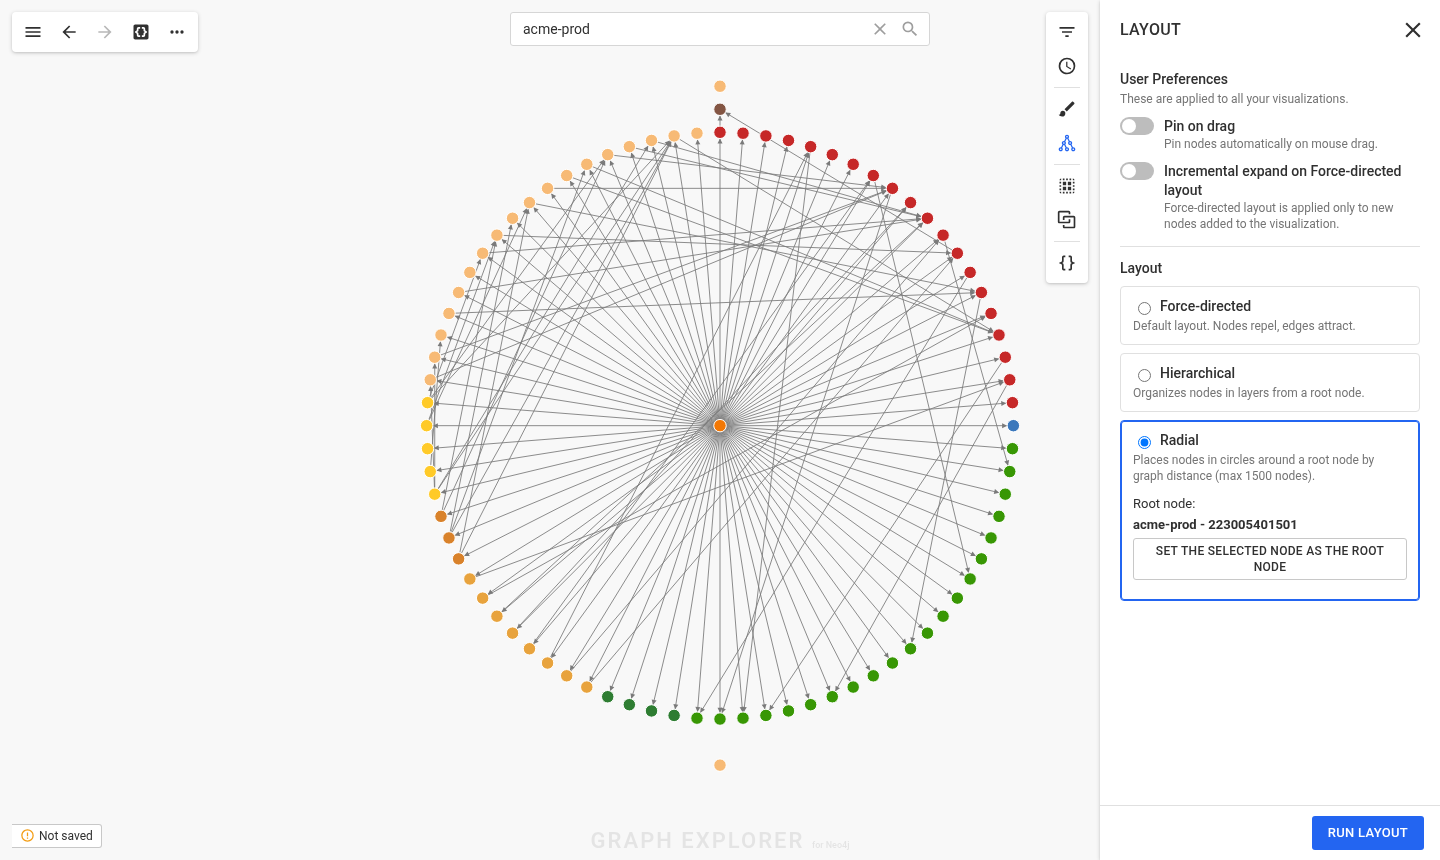 acme-prod
LAYOUT
User Preferences
These are applied to all your visualizations.
Pin on drag
Pin nodes automatically on mouse drag.
Incremental expand on Force-directed
layout
Force-directed layout is applied only to new
nodes added to the visualization.
Layout
Force-directed
Default layout. Nodes repel, edges attract.
Hierarchical
Organizes nodes in layers from a root node.
Radial
Places nodes in circles around a root node by
graph distance (max 1500 nodes).
Root node:
acme-prod - 223005401501
SET THE SELECTED NODE AS THE ROOT
NODE
Not saved
GRAPH EXPLORER for Neo4j
RUN LAYOUT